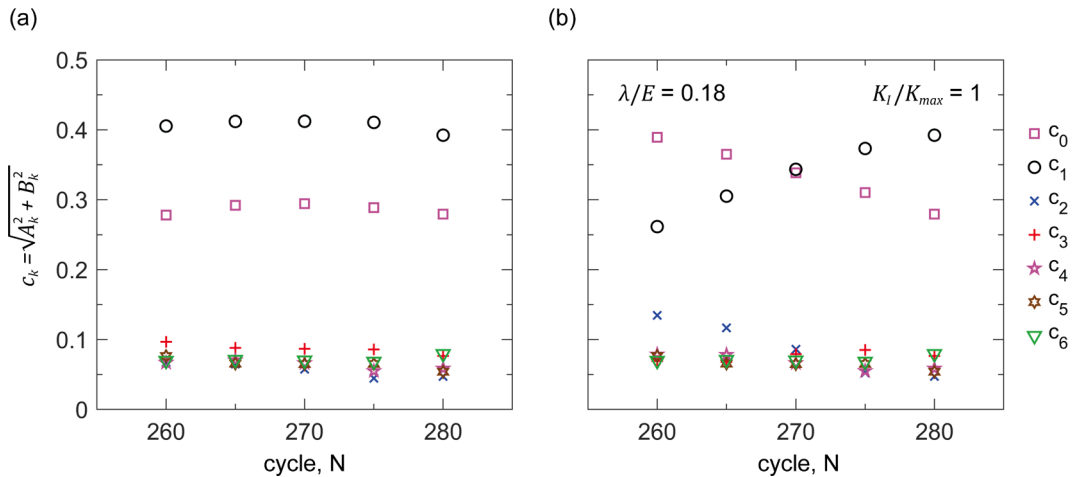 (a)
(b)
0.5
0.4
0.3
0.2
0.1
0
c_k = √(A_k^2 + B_k^2)
260
270
280
cycle, N
λ/E = 0.18
K_I/K_max = 1
260
270
280
cycle, N
c_0
c_1
c_2
c_3
c_4
c_5
c_6